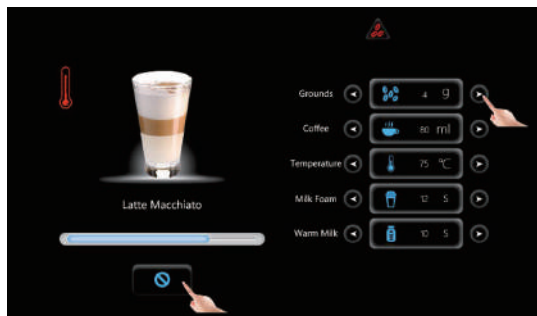 Grounds 4 g
Coffee 80 ml
Temperature 75 ℃
Milk Foam 12 S
Warm Milk 10 S
Latte Macchiato